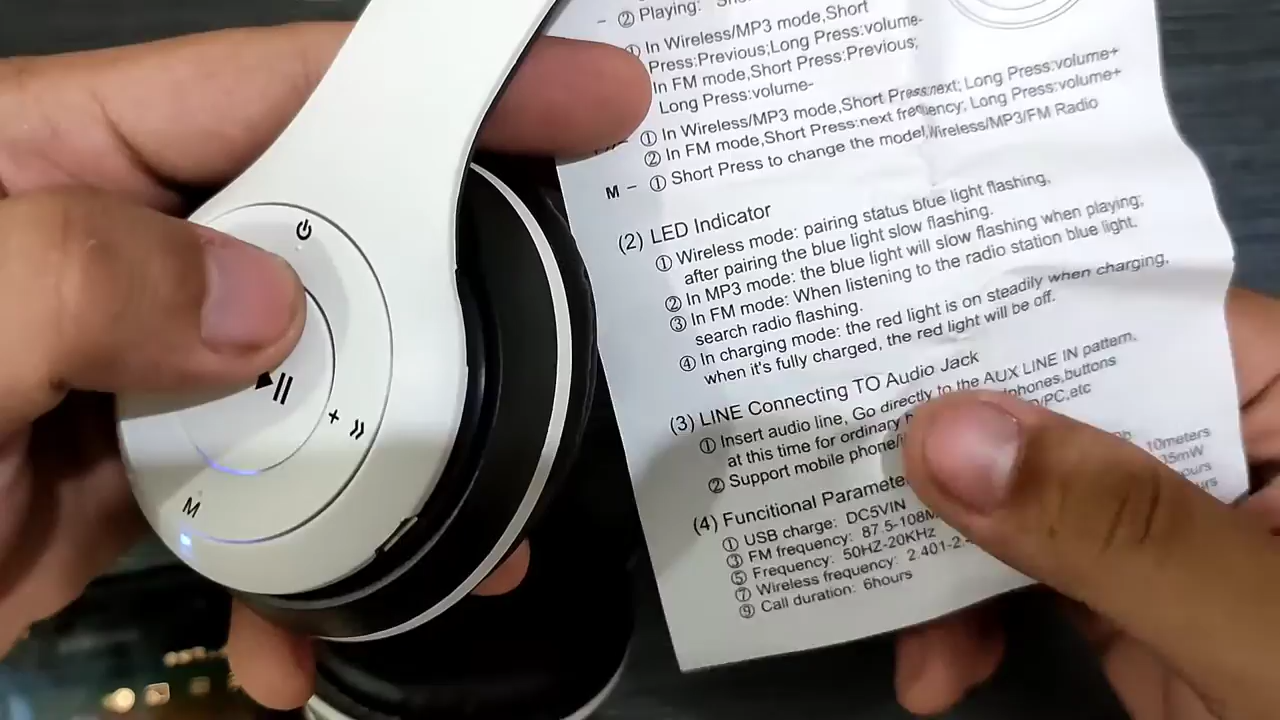 – ② Playing:
① In Wireless/MP3 mode,Short
Press:Previous;Long Press:volume-
In FM mode,Short Press:Previous;
Long Press:volume-
① In Wireless/MP3 mode,Short Press:next; Long Press:volume+
② In FM mode,Short Press:next frequency; Long Press:volume+
M – ① Short Press to change the model,Wireless/MP3/FM Radio
(2) LED Indicator
① Wireless mode: pairing status blue light flashing,
after pairing the blue light slow flashing.
② In MP3 mode: the blue light will slow flashing when playing;
③ In FM mode: When listening to the radio station blue light.
search radio flashing.
④ In charging mode: the red light is on steadily when charging,
when it's fully charged, the red light will be off.
(3) LINE Connecting TO Audio Jack
① Insert audio line, Go directly to the AUX LINE IN pattern,
at this time for ordinary buttons
② Support mobile phone /PC,etc
(4) Fucntional
① USB charge: DC5VIN
10meters
③ FM frequency: 87.5-108
35mW
⑤ Frequency: 50HZ-20KHz
⑦ Wireless frequency: 2.401-2.
⑨ Call duration: 6hours
+
M